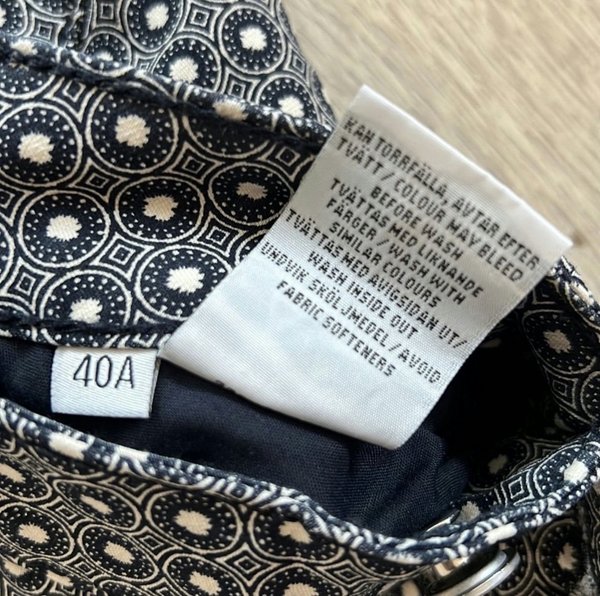 KAN TORRFÄLLA, AVTAR EFTER
TVÄTT / COLOUR MAY BLEED
BEFORE WASH
TVÄTTAS MED LIKNANDE
FÄRGER / WASH WITH
SIMILAR COLOURS
TVÄTTAS MED AVIGSIDAN UT/
WASH INSIDE OUT
UNDVIK SKÖLJMEDEL / AVOID
FABRIC SOFTENERS
40A